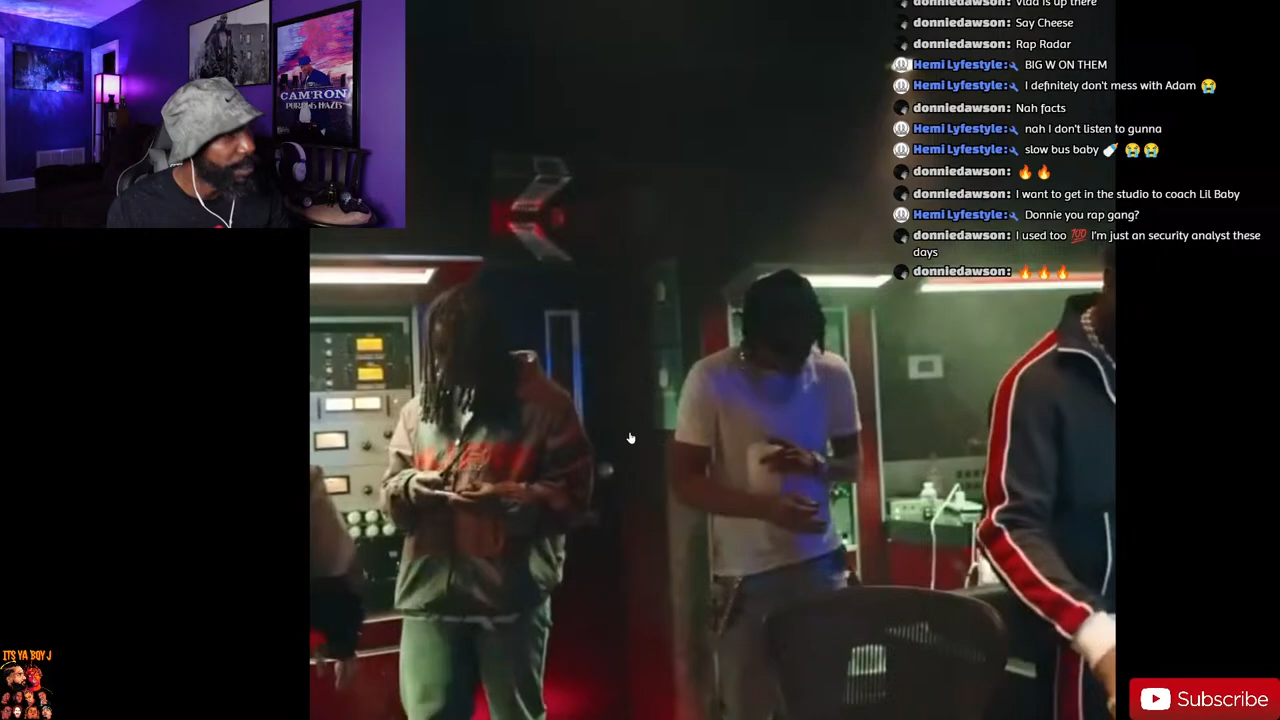 CAM'RON
PURPLE HAZE
donniedawson: Vlad is up there
donniedawson: Say Cheese
donniedawson: Rap Radar
Hemi Lyfestyle: BIG W ON THEM
Hemi Lyfestyle: I definitely don't mess with Adam 😭
donniedawson: Nah facts
Hemi Lyfestyle: nah I don't listen to gunna
Hemi Lyfestyle: slow bus baby 🍼 😭 😭
donniedawson: 🔥 🔥
donniedawson: I want to get in the studio to coach Lil Baby
Hemi Lyfestyle: Donnie you rap gang?
donniedawson: I used too 💯 I'm just an security analyst these
days
donniedawson: 🔥 🔥 🔥
ITS YA BOY J
Subscribe